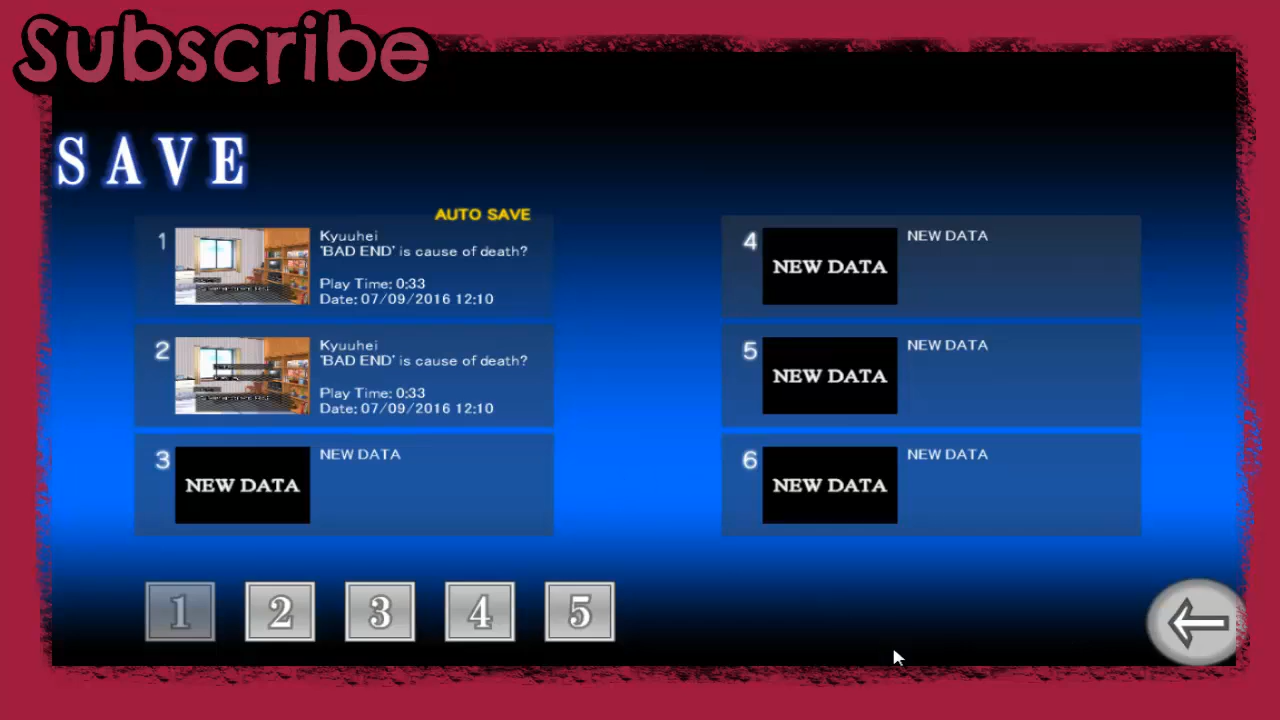 Subscribe
SAVE
AUTO SAVE
1
Kyuuhei
'BAD END' is cause of death?
Play Time: 0:33
Date: 07/09/2016 12:10
2
Kyuuhei
'BAD END' is cause of death?
Play Time: 0:33
Date: 07/09/2016 12:10
3
NEW DATA
NEW DATA
4
NEW DATA
NEW DATA
5
NEW DATA
NEW DATA
6
NEW DATA
NEW DATA
1 2 3 4 5